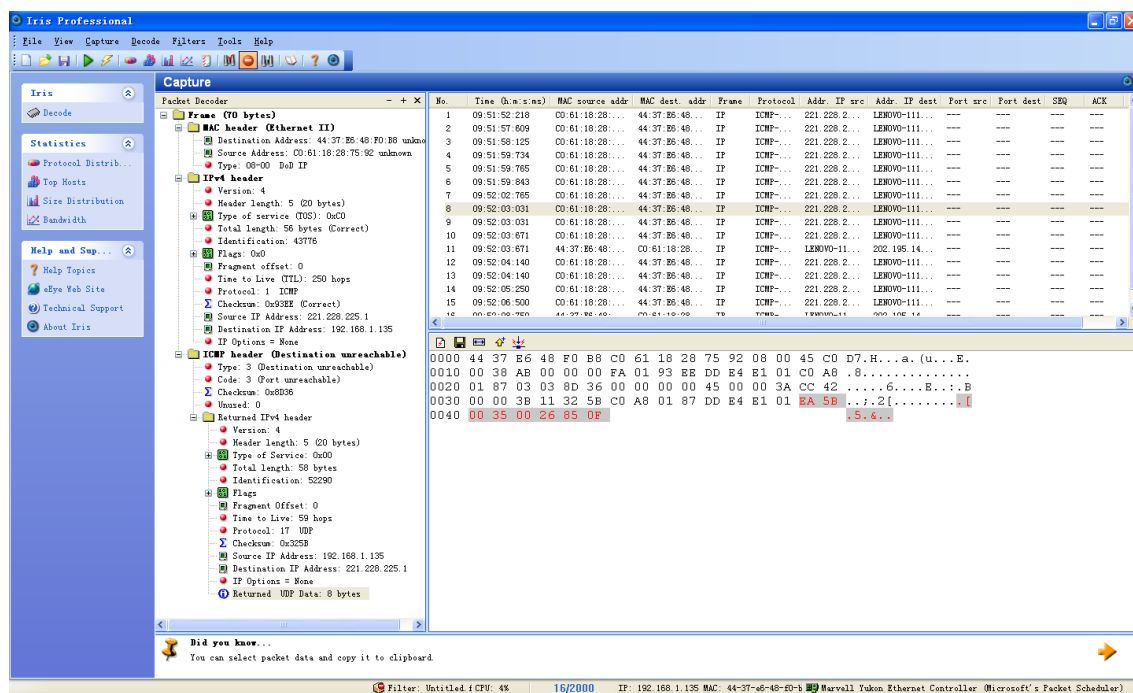 Iris Professional
File View Capture Decode Filters Tools Help
Capture
Iris
Decode
Statistics
Protocol Distrib...
Top Hosts
Size Distribution
Bandwidth
Help and Sup...
Help Topics
eEye Web Site
Technical Support
About Iris
Packet Decoder
Frame (70 bytes)
MAC header (Ethernet II)
Destination Address: 44:37:E6:48:F0:B8 unkno
Source Address: C0:61:18:28:75:92 unknown
Type: 08-00 DoD IP
IPv4 header
Version: 4
Header length: 5 (20 bytes)
Type of service (TOS): 0xC0
Total length: 56 bytes (Correct)
Identification: 43776
Flags: 0x0
Fragment offset: 0
Time to Live (TTL): 250 hops
Protocol: 1 ICMP
Checksum: 0x93EE (Correct)
Source IP Address: 221.228.225.1
Destination IP Address: 192.168.1.135
IP Options = None
ICMP header (Destination unreachable)
Type: 3 (Destination unreachable)
Code: 3 (Port unreachable)
Checksum: 0x8D36
Unused: 0
Returned IPv4 header
Version: 4
Header length: 5 (20 bytes)
Type of Service: 0x00
Total length: 58 bytes
Identification: 52290
Flags
Fragment Offset: 0
Time to Live: 59 hops
Protocol: 17 UDP
Checksum: 0x325B
Source IP Address: 192.168.1.135
Destination IP Address: 221.228.225.1
IP Options = None
Returned UDP Data: 8 bytes
No. Time (h:m:s:ms) MAC source addr MAC dest. addr Frame Protocol Addr. IP src Addr. IP dest Port src Port dest SEQ ACK
1 09:51:52:218 C0:61:18:28:... 44:37:E6:48... IP ICMP-... 221.228.2... LENOVO-111... --- --- --- ---
2 09:51:57:609 C0:61:18:28:... 44:37:E6:48... IP ICMP-... 221.228.2... LENOVO-111... --- --- --- ---
3 09:51:58:125 C0:61:18:28:... 44:37:E6:48... IP ICMP-... 221.228.2... LENOVO-111... --- --- --- ---
4 09:51:59:734 C0:61:18:28:... 44:37:E6:48... IP ICMP-... 221.228.2... LENOVO-111... --- --- --- ---
5 09:51:59:765 C0:61:18:28:... 44:37:E6:48... IP ICMP-... 221.228.2... LENOVO-111... --- --- --- ---
6 09:51:59:843 C0:61:18:28:... 44:37:E6:48... IP ICMP-... 221.228.2... LENOVO-111... --- --- --- ---
7 09:52:02:765 C0:61:18:28:... 44:37:E6:48... IP ICMP-... 221.228.2... LENOVO-111... --- --- --- ---
8 09:52:03:031 C0:61:18:28:... 44:37:E6:48... IP ICMP-... 221.228.2... LENOVO-111... --- --- --- ---
9 09:52:03:031 C0:61:18:28:... 44:37:E6:48... IP ICMP-... 221.228.2... LENOVO-111... --- --- --- ---
10 09:52:03:671 C0:61:18:28:... 44:37:E6:48... IP ICMP-... 221.228.2... LENOVO-111... --- --- --- ---
11 09:52:03:671 44:37:E6:48:... C0:61:18:28... IP ICMP-... LENOVO-11... 202.195.14... --- --- --- ---
12 09:52:04:140 C0:61:18:28:... 44:37:E6:48... IP ICMP-... 221.228.2... LENOVO-111... --- --- --- ---
13 09:52:04:140 C0:61:18:28:... 44:37:E6:48... IP ICMP-... 221.228.2... LENOVO-111... --- --- --- ---
14 09:52:05:250 C0:61:18:28:... 44:37:E6:48... IP ICMP-... 221.228.2... LENOVO-111... --- --- --- ---
15 09:52:06:500 C0:61:18:28:... 44:37:E6:48... IP ICMP-... 221.228.2... LENOVO-111... --- --- --- ---
0000 44 37 E6 48 F0 B8 C0 61 18 28 75 92 08 00 45 C0 D7.H...a.(u...E.
0010 00 38 AB 00 00 00 FA 01 93 EE DD E4 E1 01 C0 A8 .8..............
0020 01 87 03 03 8D 36 00 00 00 00 45 00 00 3A CC 42 .....6....E..:.B
0030 00 00 3B 11 32 5B C0 A8 01 87 DD E4 E1 01 EA 5B ..;.2[.........[
0040 00 35 00 26 85 0F .5.&..
Did you know...
You can select packet data and copy it to clipboard.
Filter: Untitled.i CPU: 4% 16/2000 IP: 192.168.1.135 MAC: 44-37-e6-48-f0-b Marvell Yukon Ethernet Controller (Microsoft's Packet Scheduler)